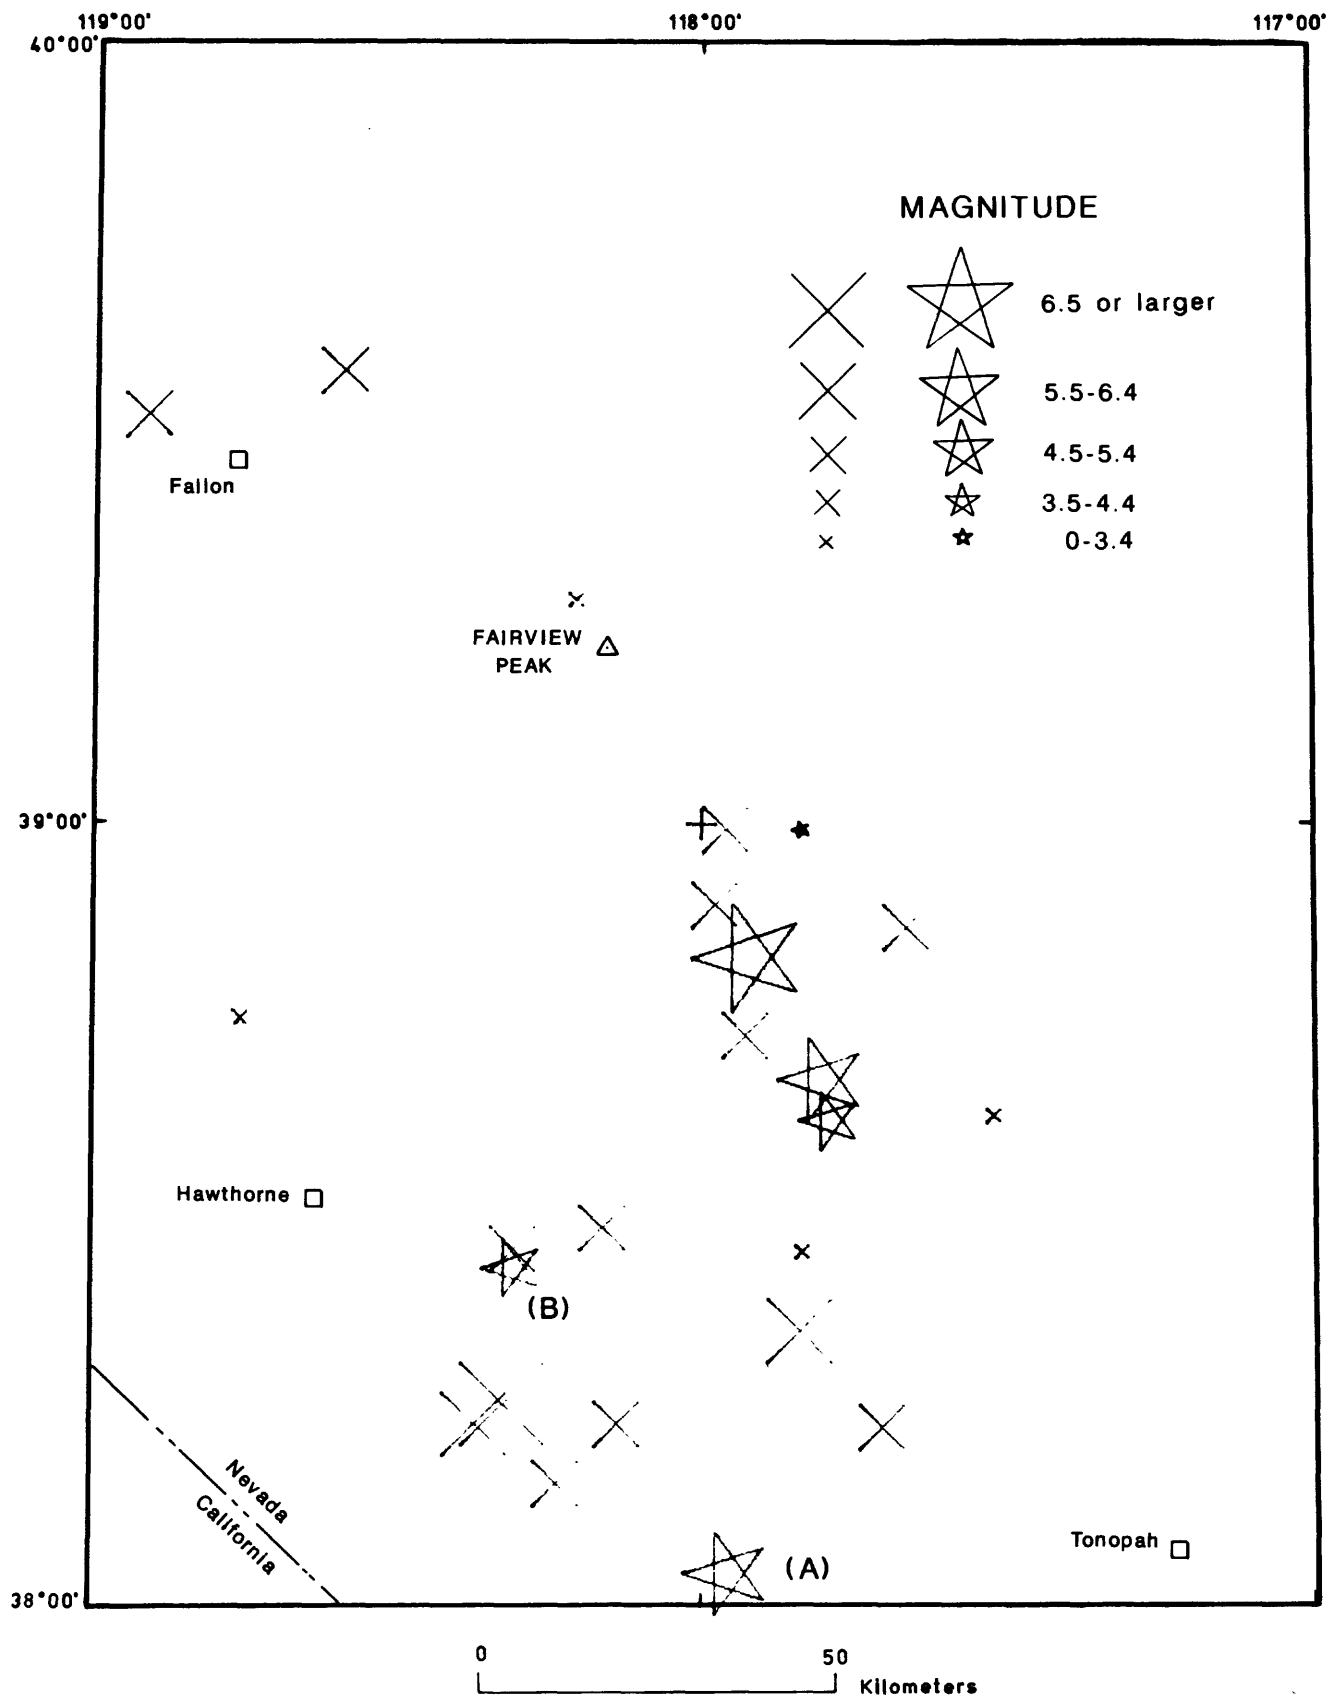 119°00'
118°00'
117°00'
40°00'
MAGNITUDE
6.5 or larger
5.5-6.4
4.5-5.4
3.5-4.4
0-3.4
Fallon
FAIRVIEW
PEAK
39°00'
Hawthorne
(B)
Nevada
California
Tonopah
(A)
38°00'
0
50
Kilometers